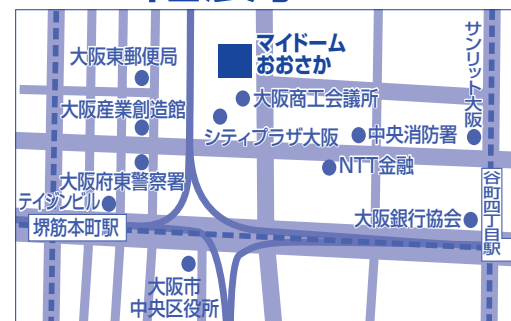 マイドーム
おおさか
サンリット大阪
大阪東郵便局
大阪商工会議所
大阪産業創造館
シティプラザ大阪
中央消防署
NTT金融
大阪府東警察署
テイジンビル
谷町四丁目駅
大阪銀行協会
堺筋本町駅
大阪市
中央区役所